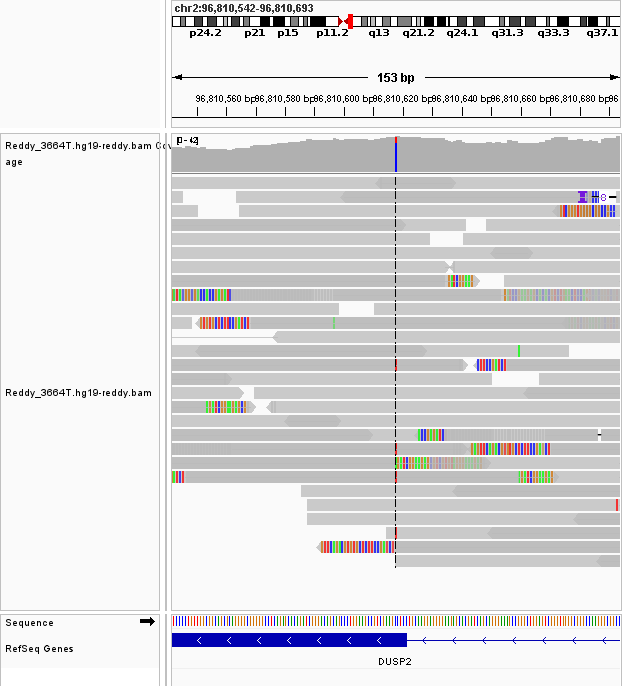 chr2:96,810,542-96,810,693
p24.2 p21 p15 p11.2 q13 q21.2 q24.1 q31.3 q33.3 q37.1
153 bp
96,810,560 bp 96,810,580 bp 96,810,600 bp 96,810,620 bp 96,810,640 bp 96,810,660 bp 96,810,680 bp 96
Reddy_3664T.hg19-reddy.bam Cov
age
[0 - 42]
8
Reddy_3664T.hg19-reddy.bam
Sequence
RefSeq Genes
DUSP2